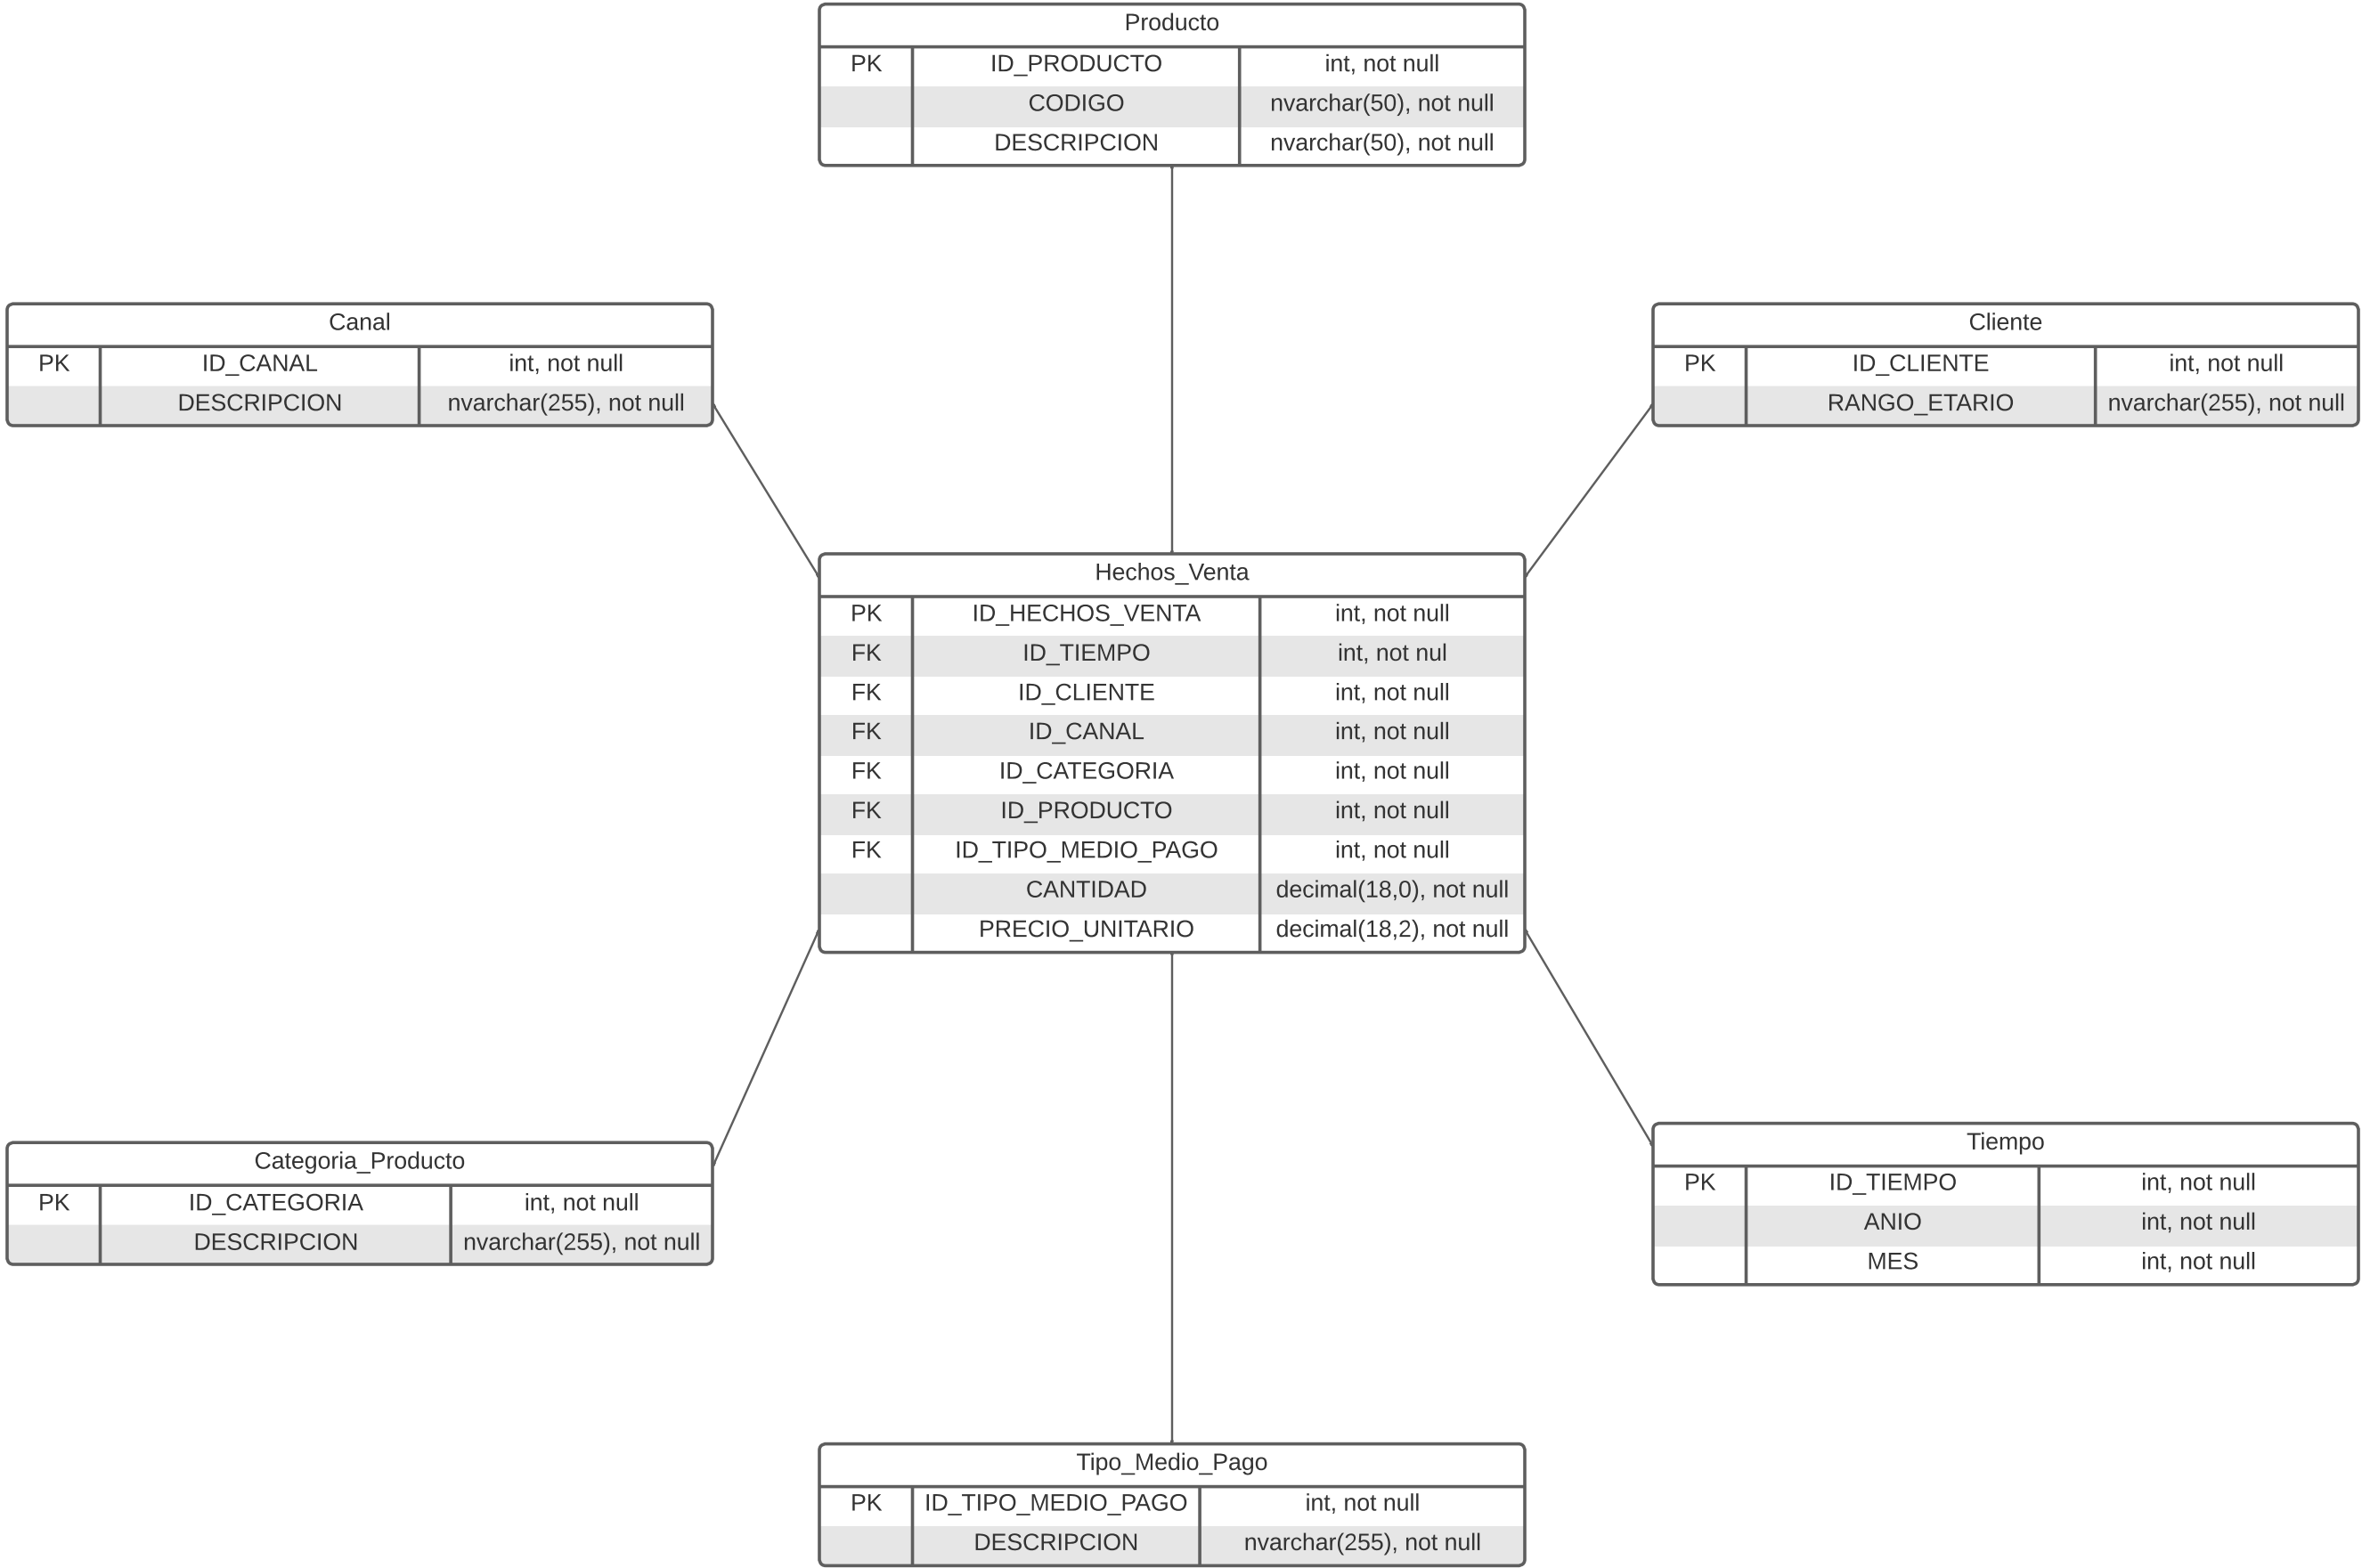 Producto
PK ID_PRODUCTO int, not null
CODIGO nvarchar(50), not null
DESCRIPCION nvarchar(50), not null
Canal
PK ID_CANAL int, not null
DESCRIPCION nvarchar(255), not null
Cliente
PK ID_CLIENTE int, not null
RANGO_ETARIO nvarchar(255), not null
Hechos_Venta
PK ID_HECHOS_VENTA int, not null
FK ID_TIEMPO int, not nul
FK ID_CLIENTE int, not null
FK ID_CANAL int, not null
FK ID_CATEGORIA int, not null
FK ID_PRODUCTO int, not null
FK ID_TIPO_MEDIO_PAGO int, not null
CANTIDAD decimal(18,0), not null
PRECIO_UNITARIO decimal(18,2), not null
Categoria_Producto
PK ID_CATEGORIA int, not null
DESCRIPCION nvarchar(255), not null
Tiempo
PK ID_TIEMPO int, not null
ANIO int, not null
MES int, not null
Tipo_Medio_Pago
PK ID_TIPO_MEDIO_PAGO int, not null
DESCRIPCION nvarchar(255), not null